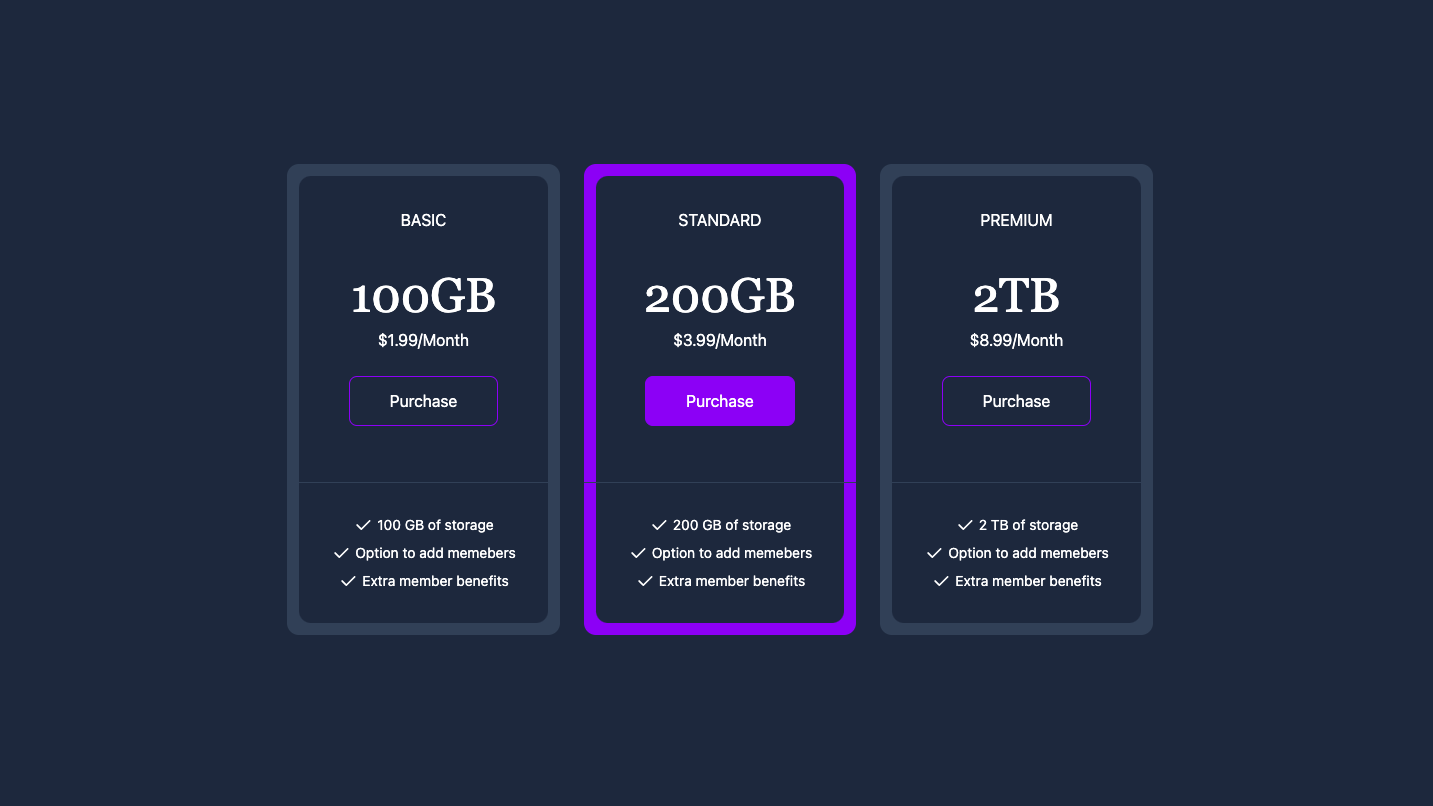 BASIC
100GB
$1.99/Month
Purchase
100 GB of storage
Option to add memebers
Extra member benefits
STANDARD
200GB
$3.99/Month
Purchase
200 GB of storage
Option to add memebers
Extra member benefits
PREMIUM
2TB
$8.99/Month
Purchase
2 TB of storage
Option to add memebers
Extra member benefits